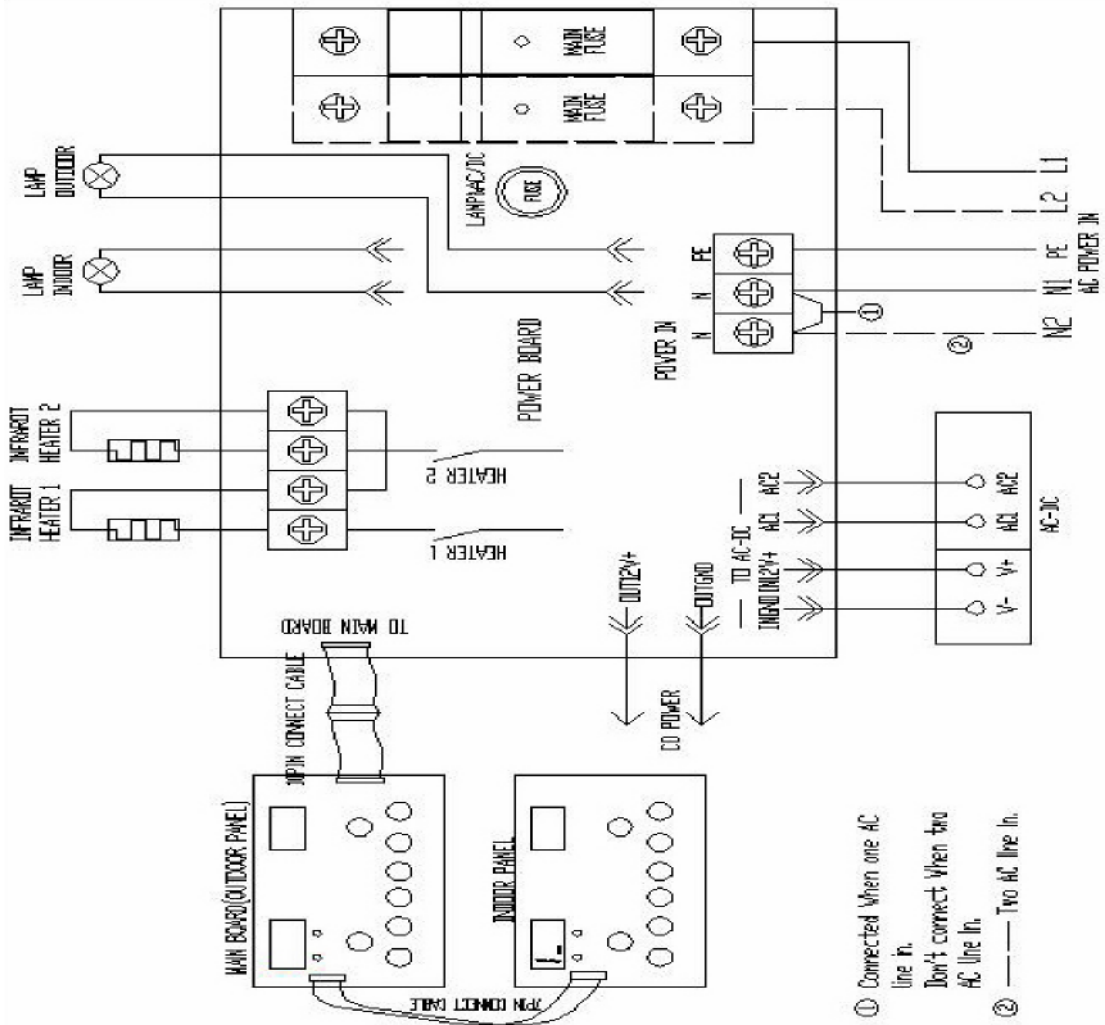 LAMP
OUTDOOR
LAMP
INDOOR
INFRAROT
HEATER 2
INFRAROT
HEATER 1
MAIN
FUSE
MAIN
FUSE
LAMP&AC/DC
FUSE
L1
L2
PE
N1
N2
AC POWER IN
PE
N
N
POWER IN
①
②
POWER BOARD
HEATER 2
HEATER 1
TO AC-DC
AC2
AC1
IN12V+
INGND
AC2
AC1
V+
V-
AC-DC
OUT12V+
OUTGND
CD POWER
TO MAIN BOARD
10PIN CONNECT CABLE
MAIN BOARD(OUTDOOR PANEL)
INDOOR PANEL
7PIN CONNECT CABLE
① Connected When one AC
line in.
Don't connect When two
AC line in.
② —— Two AC line in.